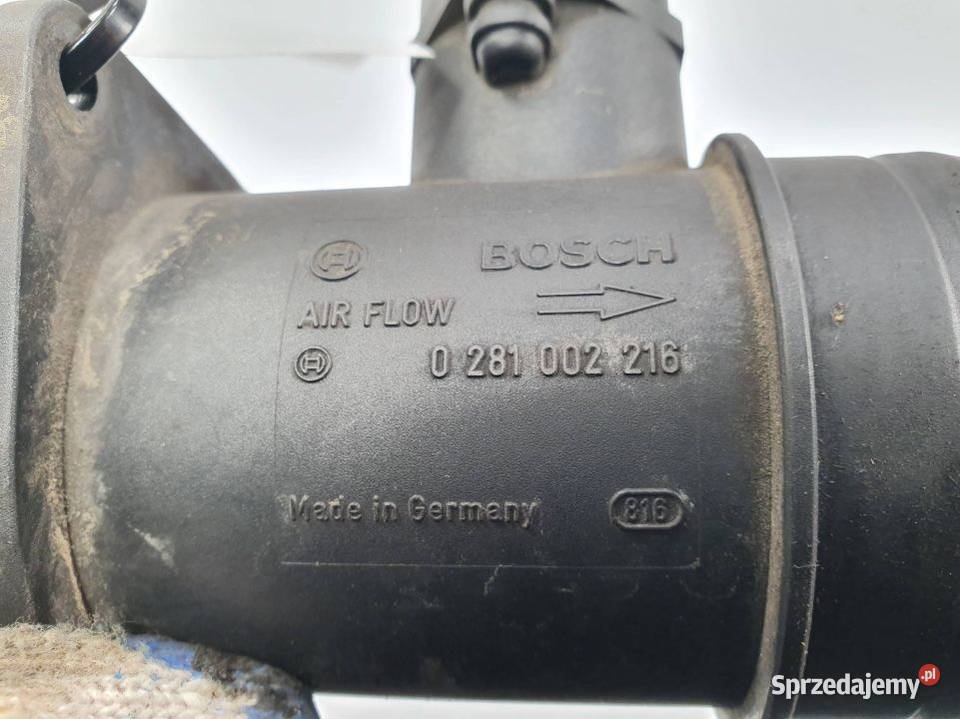 BOSCH
AIR FLOW
0 281 002 216
Made in Germany 816
Sprzedajemy.pl